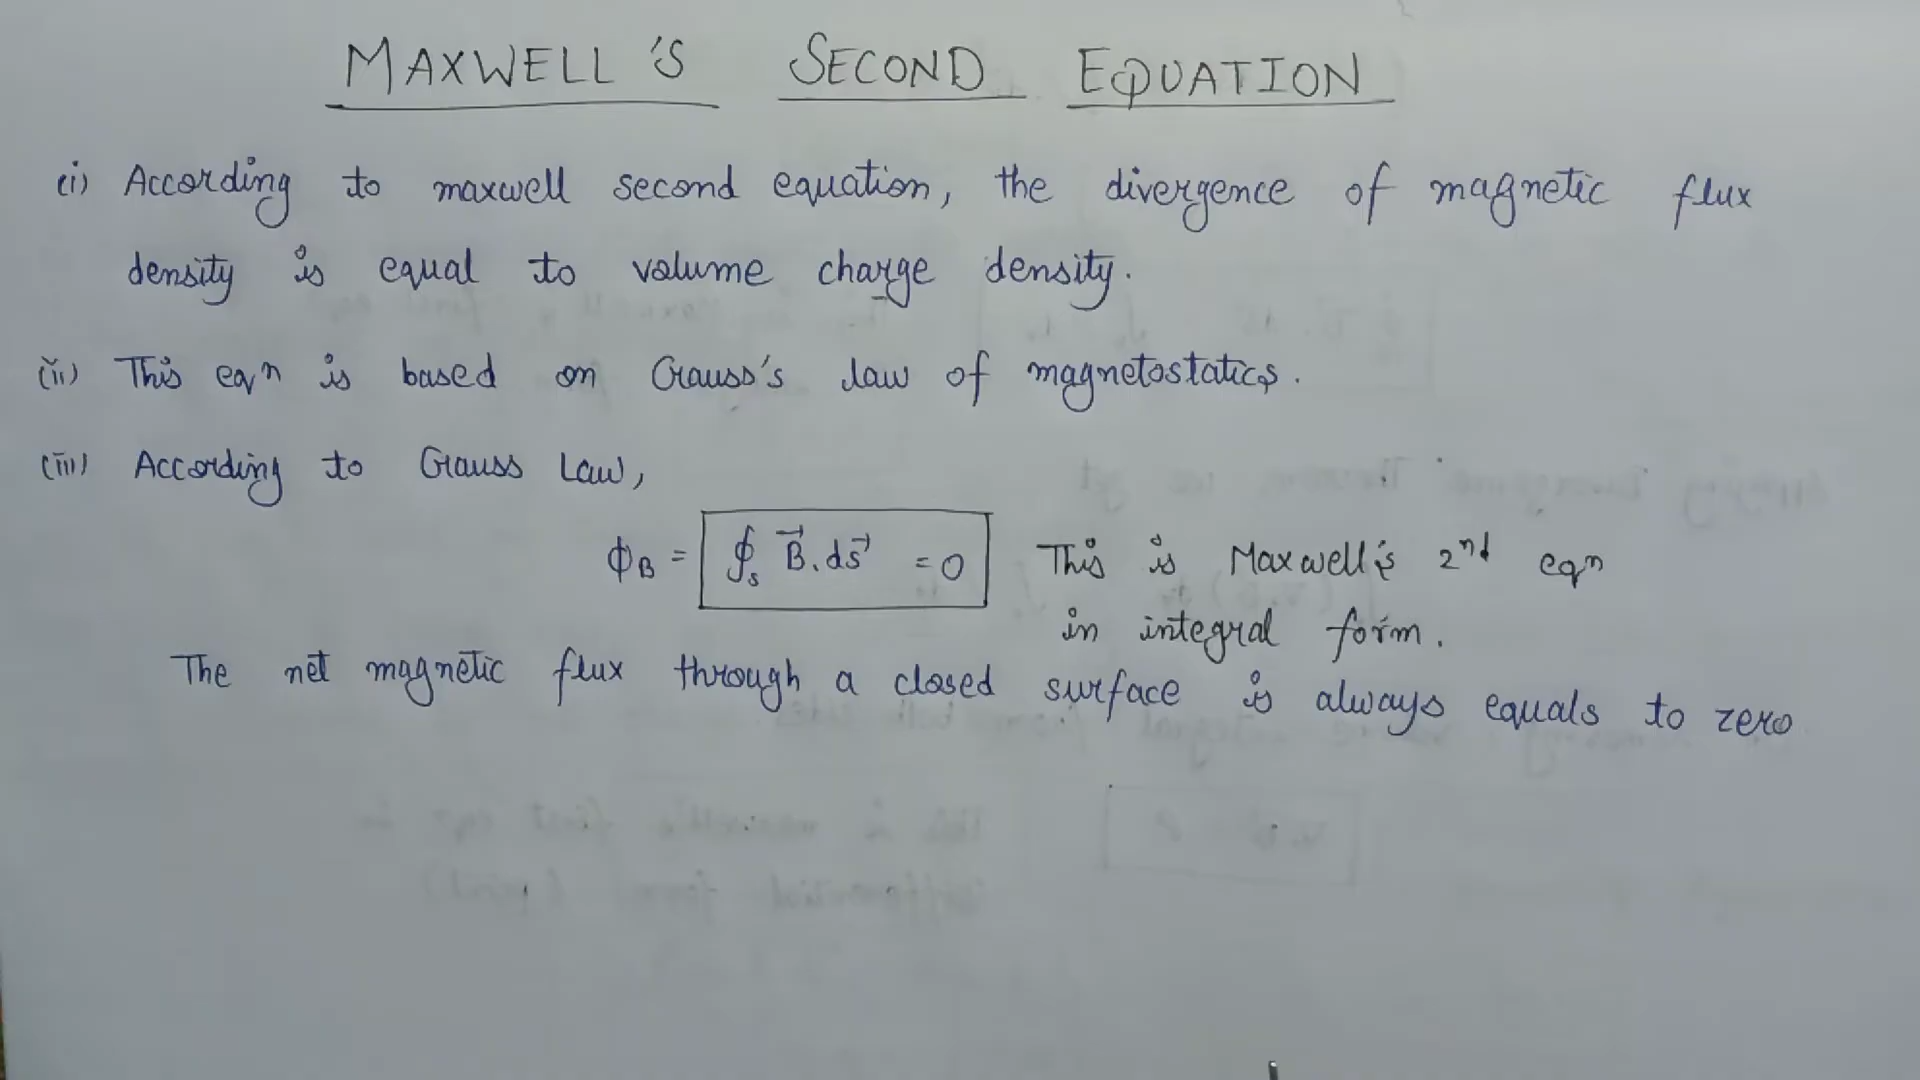 MAXWELL'S SECOND EQUATION
(i) According to maxwell second equation, the divergence of magnetic flux
density is equal to volume charge density.
(ii) This eqn is based on Gauss's law of magnetostatics.
(iii) According to Gauss Law,
ϕB = ∮s B⃗. ds⃗ = 0 This is Maxwell's 2nd eqn
in integral form.
The net magnetic flux through a closed surface is always equals to zero